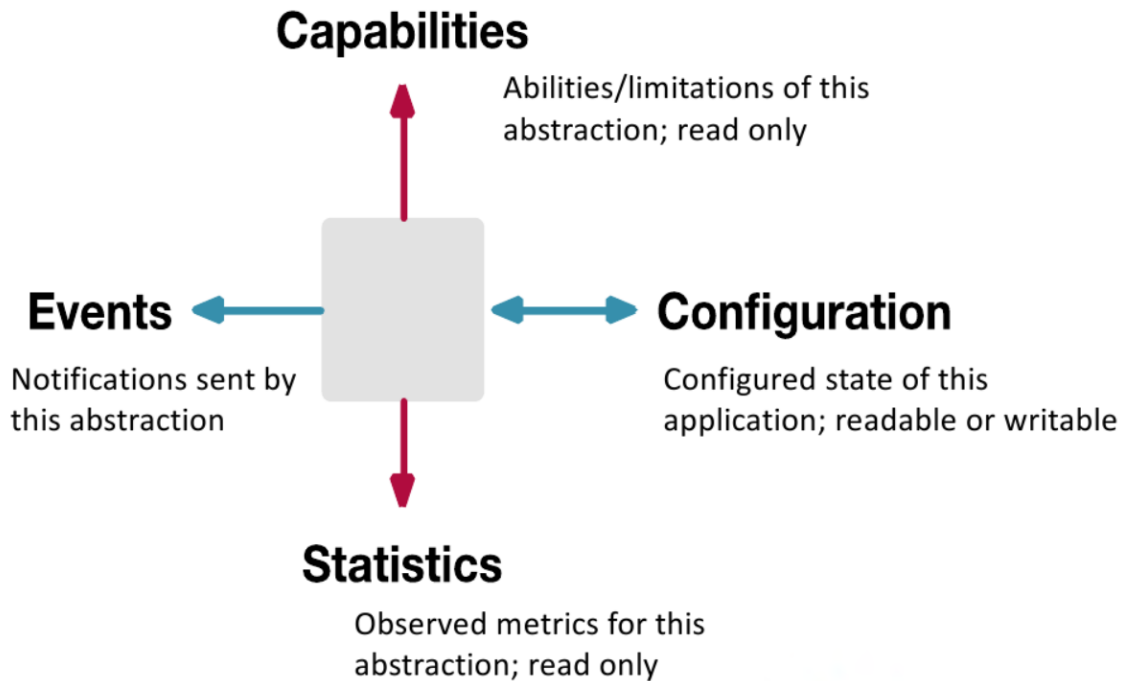 Capabilities
Abilities/limitations of this
abstraction; read only
Events
Notifications sent by
this abstraction
Configuration
Configured state of this
application; readable or writable
Statistics
Observed metrics for this
abstraction; read only